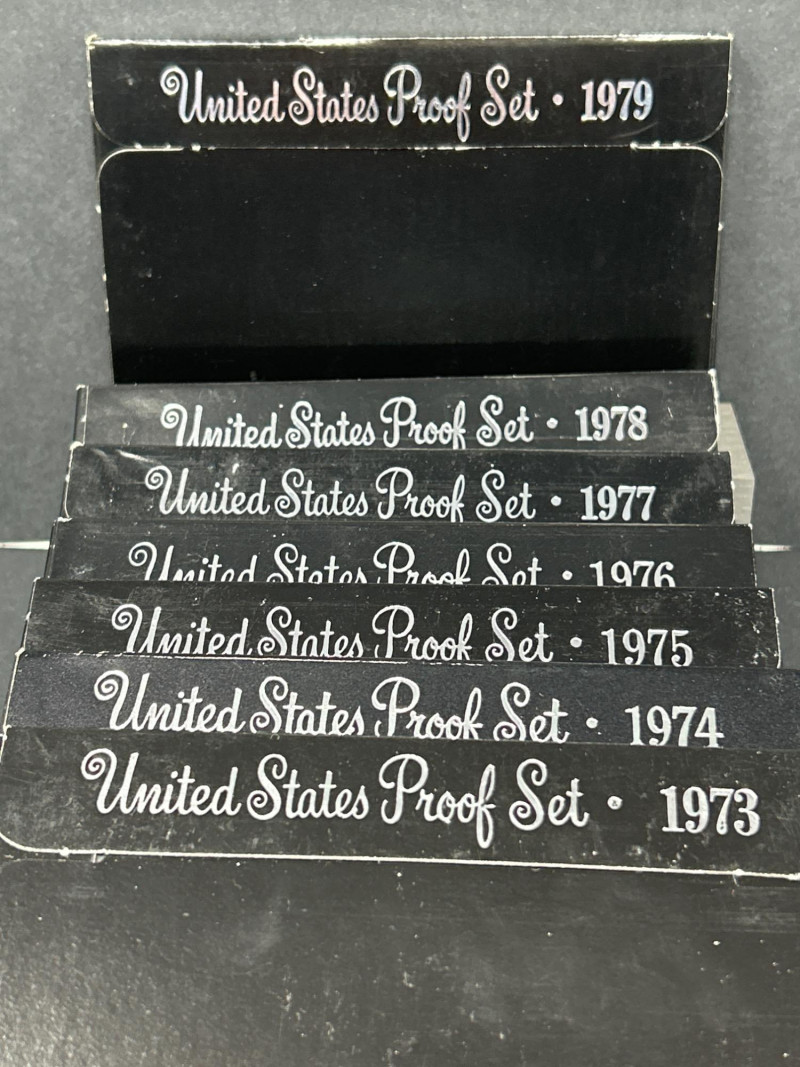 United States Proof Set • 1979
United States Proof Set • 1978
United States Proof Set • 1977
United States Proof Set • 1976
United States Proof Set • 1975
United States Proof Set • 1974
United States Proof Set • 1973